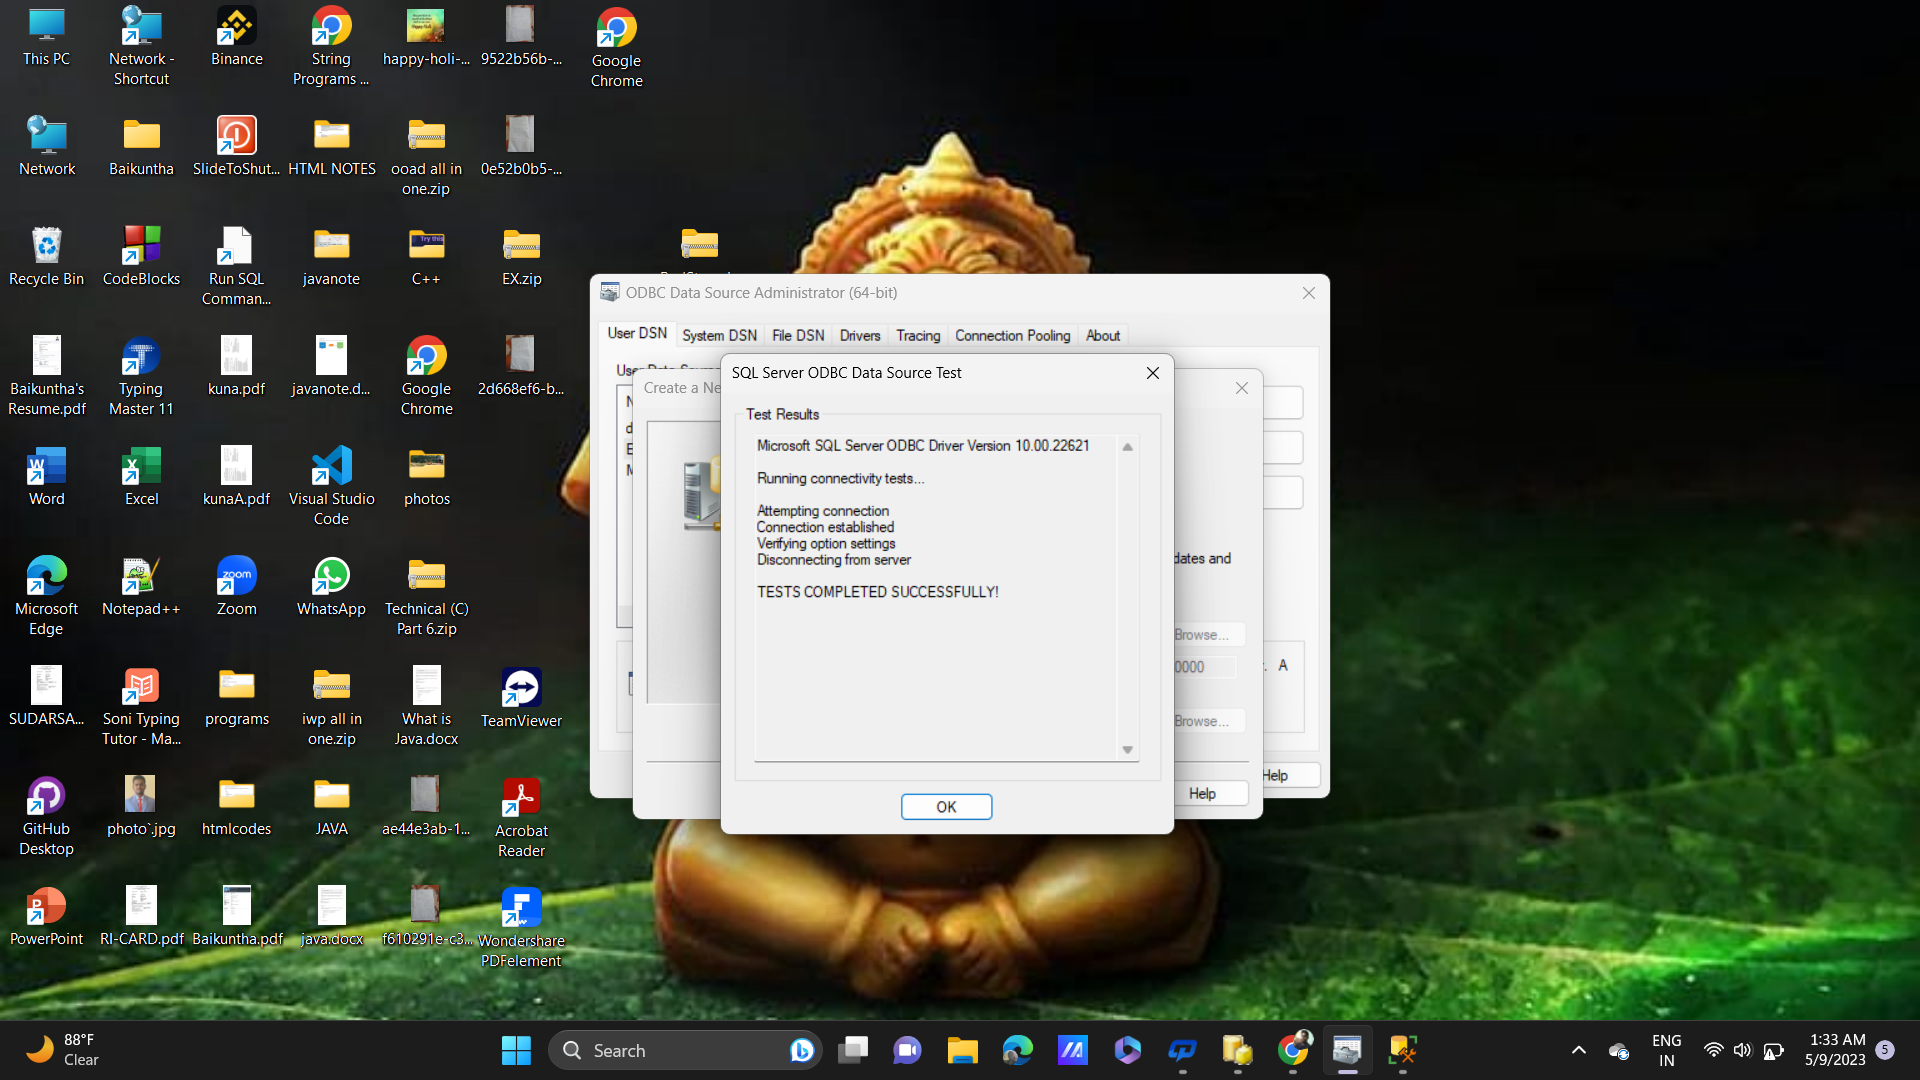 This PC
Network -
Shortcut
Binance
String
Programs ...
happy-holi-...
9522b56b-...
Google
Chrome
Network
Baikuntha
SlideToShut...
HTML NOTES
ooad all in
one.zip
0e52b0b5-...
Recycle Bin
CodeBlocks
Run SQL
Comman...
javanote
Try this
C++
EX.zip
Baikuntha's
Resume.pdf
Typing
Master 11
kuna.pdf
javanote.d...
Google
Chrome
2d668ef6-b...
Word
Excel
kunaA.pdf
Visual Studio
Code
photos
Microsoft
Edge
Notepad++
zoom
Zoom
WhatsApp
Technical (C)
Part 6.zip
SUDARSA...
Soni Typing
Tutor - Ma...
programs
iwp all in
one.zip
What is
Java.docx
TeamViewer
GitHub
Desktop
photo`.jpg
htmlcodes
JAVA
ae44e3ab-1...
Acrobat
Reader
PowerPoint
RI-CARD.pdf
Baikuntha.pdf
java.docx
f610291e-c3...
Wondershare
PDFelement
ODBC Data Source Administrator (64-bit)
User DSN
System DSN
File DSN
Drivers
Tracing
Connection Pooling
About
Create a Ne
SQL Server ODBC Data Source Test
Test Results
Microsoft SQL Server ODBC Driver Version 10.00.22621
Running connectivity tests...
Attempting connection
Connection established
Verifying option settings
Disconnecting from server
TESTS COMPLETED SUCCESSFULLY!
OK
dates and
Browse...
0000
. A
Browse...
Help
Help
88°F
Clear
Search
ENG
IN
1:33 AM
5/9/2023
5